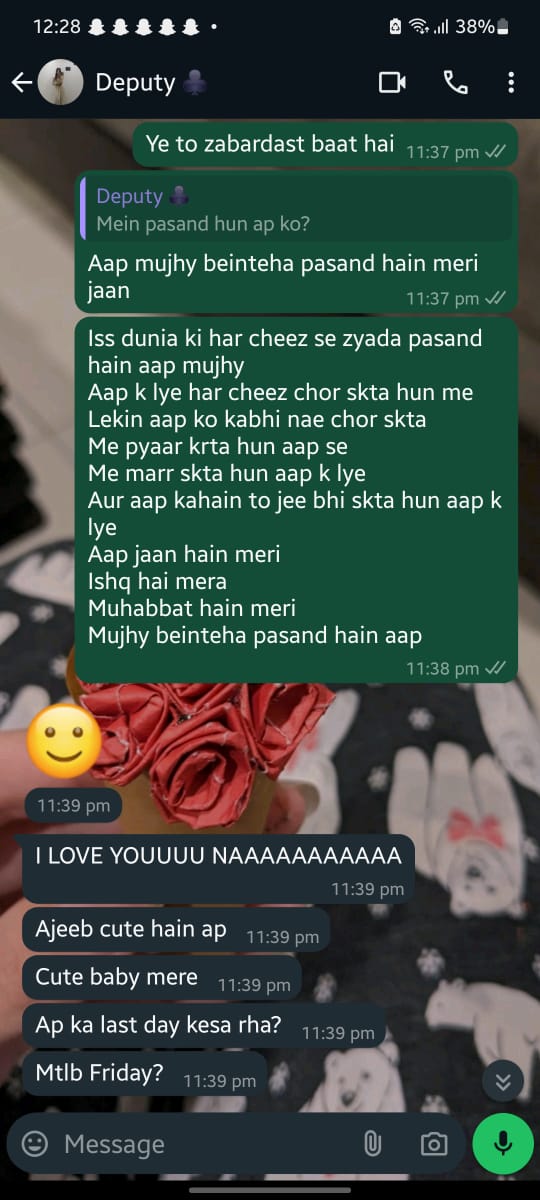 12:28
38%
Deputy
Ye to zabardast baat hai
11:37 pm
Deputy
Mein pasand hun ap ko?
Aap mujhy beinteha pasand hain meri
jaan
11:37 pm
Iss dunia ki har cheez se zyada pasand
hain aap mujhy
Aap k lye har cheez chor skta hun me
Lekin aap ko kabhi nae chor skta
Me pyaar krta hun aap se
Me marr skta hun aap k lye
Aur aap kahain to jee bhi skta hun aap k
lye
Aap jaan hain meri
Ishq hai mera
Muhabbat hain meri
Mujhy beinteha pasand hain aap
11:38 pm
11:39 pm
I LOVE YOUUUU NAAAAAAAAAAA
11:39 pm
Ajeeb cute hain ap
11:39 pm
Cute baby mere
11:39 pm
Ap ka last day kesa rha?
11:39 pm
Mtlb Friday?
11:39 pm
Message